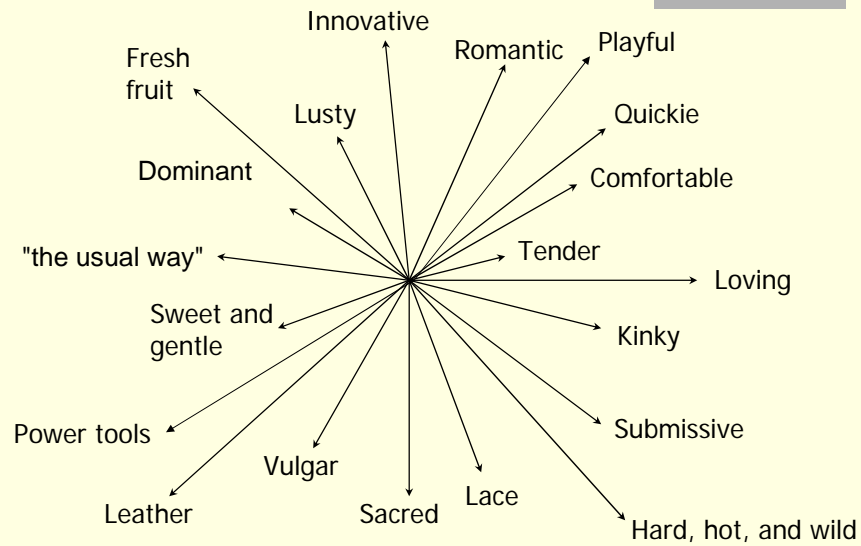 Innovative
Romantic
Playful
Fresh
fruit
Lusty
Quickie
Dominant
Comfortable
"the usual way"
Tender
Loving
Sweet and
gentle
Kinky
Power tools
Submissive
Vulgar
Leather
Sacred
Lace
Hard, hot, and wild